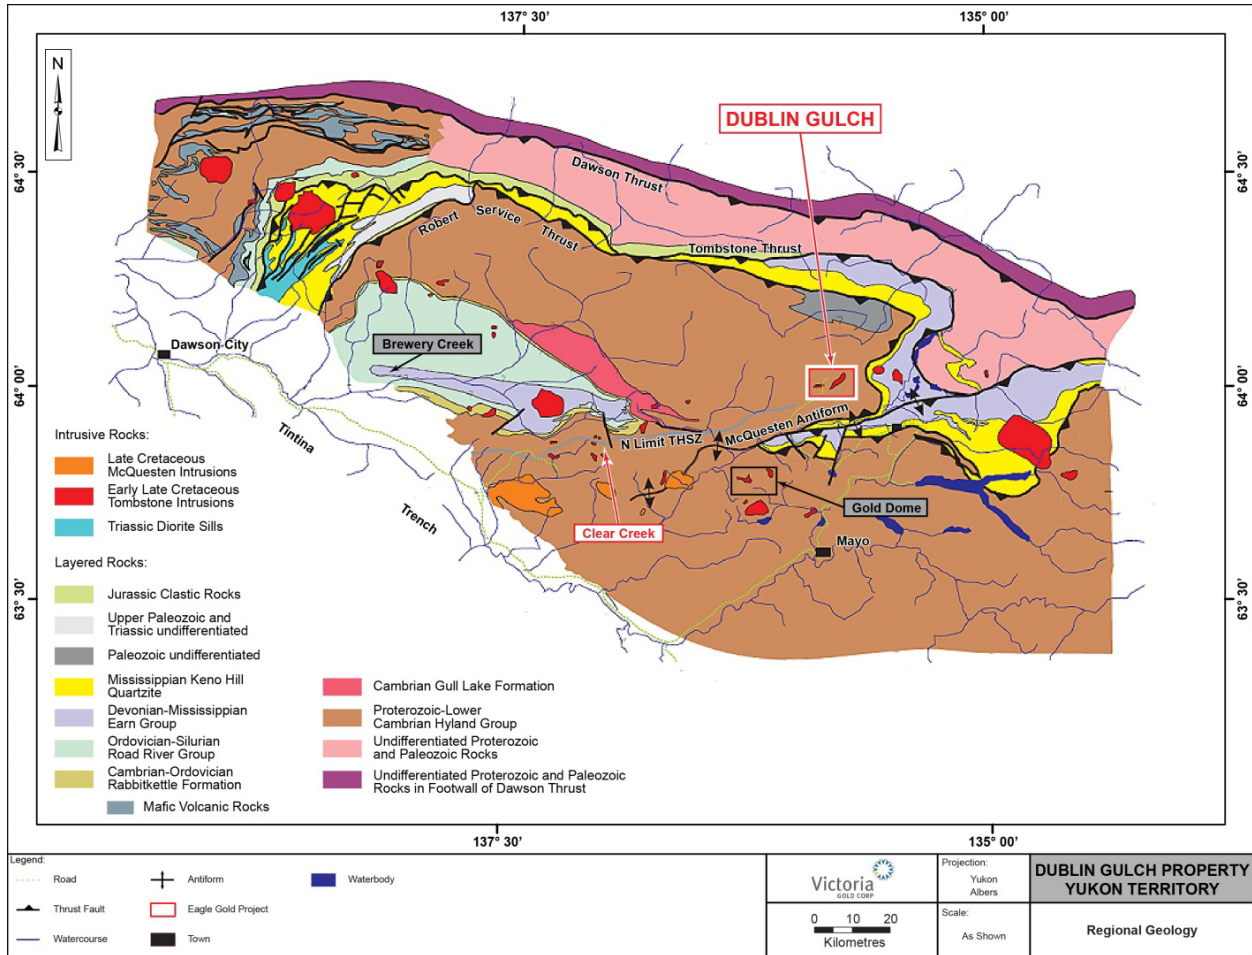 137° 30'
135° 00'
N
DUBLIN GULCH
64° 30'
64° 30'
Dawson Thrust
Robert Service Thrust
Tombstone Thrust
Dawson City
Brewery Creek
64° 00'
64° 00'
N Limit THSZ
McQuesten Antiform
Tintina
Trench
Clear Creek
Gold Dome
Mayo
63° 30'
63° 30'
Intrusive Rocks:
Late Cretaceous
McQuesten Intrusions
Early Late Cretaceous
Tombstone Intrusions
Triassic Diorite Sills
Layered Rocks:
Jurassic Clastic Rocks
Upper Paleozoic and
Triassic undifferentiated
Paleozoic undifferentiated
Mississippian Keno Hill
Quartzite
Devonian-Mississippian
Earn Group
Ordovician-Silurian
Road River Group
Cambrian-Ordovician
Rabbitkettle Formation
Mafic Volcanic Rocks
Cambrian Gull Lake Formation
Proterozoic-Lower
Cambrian Hyland Group
Undifferentiated Proterozoic
and Paleozoic Rocks
Undifferentiated Proterozoic and Paleozoic
Rocks in Footwall of Dawson Thrust
137° 30'
135° 00'
Legend:
Road
Antiform
Waterbody
Thrust Fault
Eagle Gold Project
Watercourse
Town
Victoria
GOLD CORP
0 10 20
Kilometres
Projection:
Yukon
Albers
Scale:
As Shown
DUBLIN GULCH PROPERTY
YUKON TERRITORY
Regional Geology